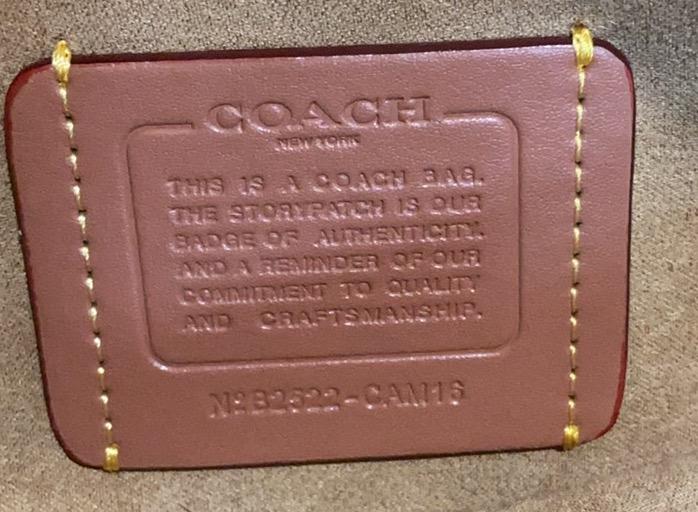 COACH
NEW YORK
THIS IS A COACH BAG.
THE STORYPATCH IS OUR
BADGE OF AUTHENTICITY.
AND A REMINDER OF OUR
COMMITMENT TO QUALITY
AND CRAFTSMANSHIP.
Nº B2522-CAM16